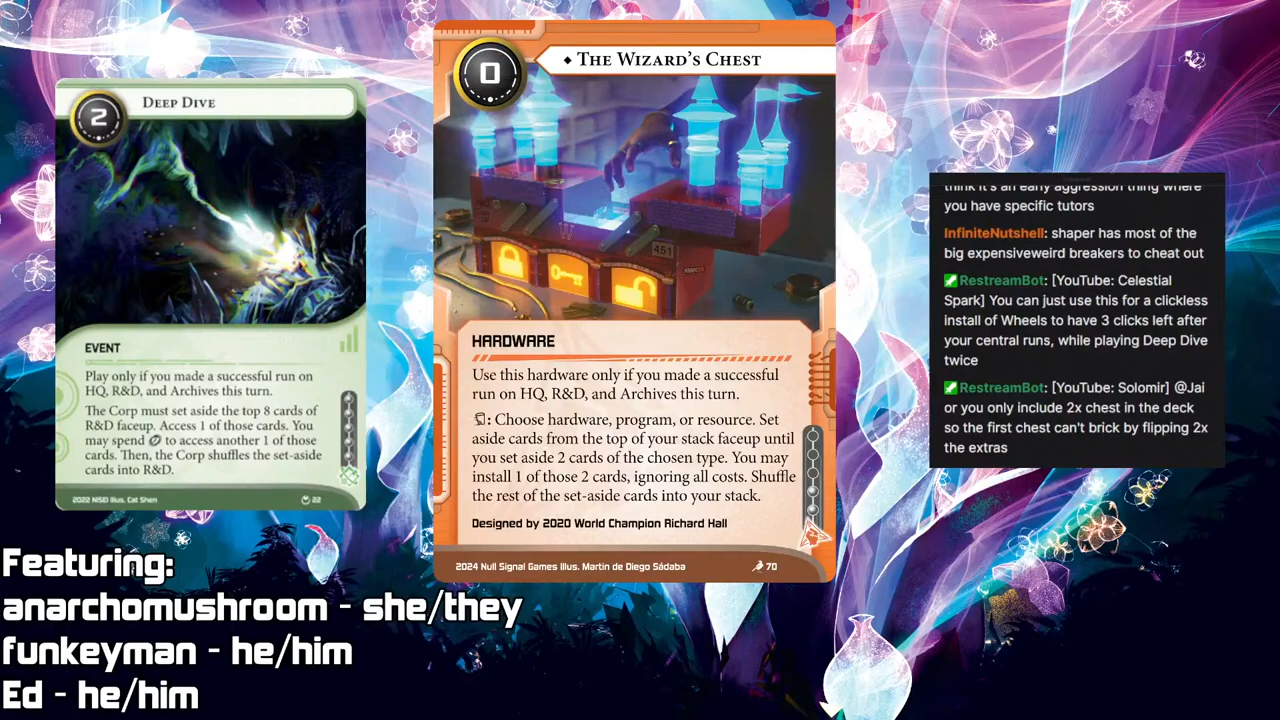 2
DEEP DIVE
EVENT
Play only if you made a successful run on
HQ, R&D, and Archives this turn.
The Corp must set aside the top 8 cards of
R&D faceup. Access 1 of those cards. You
may spend to access another 1 of those
cards. Then, the Corp shuffles the set-aside
cards into R&D.
2022 NISEI Illus. Cat Shen
22
0
◆ THE WIZARD'S CHEST
451
HARDWARE
Use this hardware only if you made a successful
run on HQ, R&D, and Archives this turn.
: Choose hardware, program, or resource. Set
aside cards from the top of your stack faceup until
you set aside 2 cards of the chosen type. You may
install 1 of those 2 cards, ignoring all costs. Shuffle
the rest of the set-aside cards into your stack.
Designed by 2020 World Champion Richard Hall
2024 Null Signal Games Illus. Martin de Diego Sádaba
70
think it's an early aggression thing where
you have specific tutors
InfiniteNutshell: shaper has most of the
big expensiveweird breakers to cheat out
RestreamBot: [YouTube: Celestial
Spark] You can just use this for a clickless
install of Wheels to have 3 clicks left after
your central runs, while playing Deep Dive
twice
RestreamBot: [YouTube: Solomir] @Jai
or you only include 2x chest in the deck
so the first chest can't brick by flipping 2x
the extras
Featuring:
anarchomushroom - she/they
funkeyman - he/him
Ed - he/him